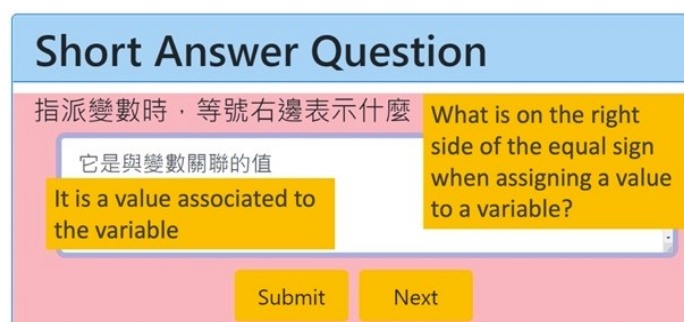 Short Answer Question
指派變數時，等號右邊表示什麼
What is on the right
side of the equal sign
when assigning a value
to a variable?
它是與變數關聯的值
It is a value associated to
the variable
Submit
Next